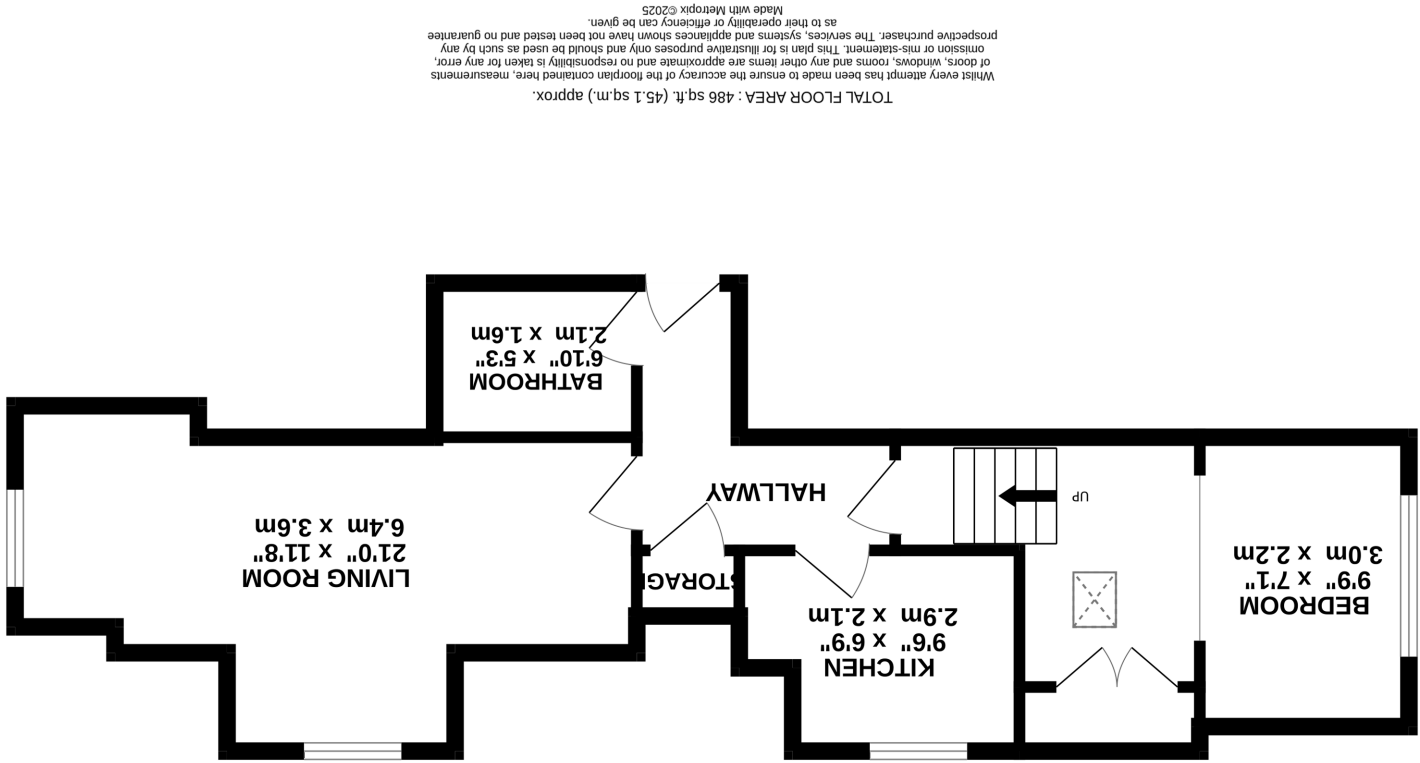 KITCHEN
9'6" x 6'9"
2.9m x 2.1m
BEDROOM
9'9" x 7'1"
3.0m x 2.2m
STORAGE
LIVING ROOM
21'0" x 11'8"
6.4m x 3.6m
UP
HALLWAY
BATHROOM
6'10" x 5'3"
2.1m x 1.6m
TOTAL FLOOR AREA : 486 sq.ft. (45.1 sq.m.) approx.
Whilst every attempt has been made to ensure the accuracy of the floorplan contained here, measurements
of doors, windows, rooms and any other items are approximate and no responsibility is taken for any error,
omission or mis-statement. This plan is for illustrative purposes only and should be used as such by any
prospective purchaser. The services, systems and appliances shown have not been tested and no guarantee
as to their operability or efficiency can be given.
Made with Metropix ©2025